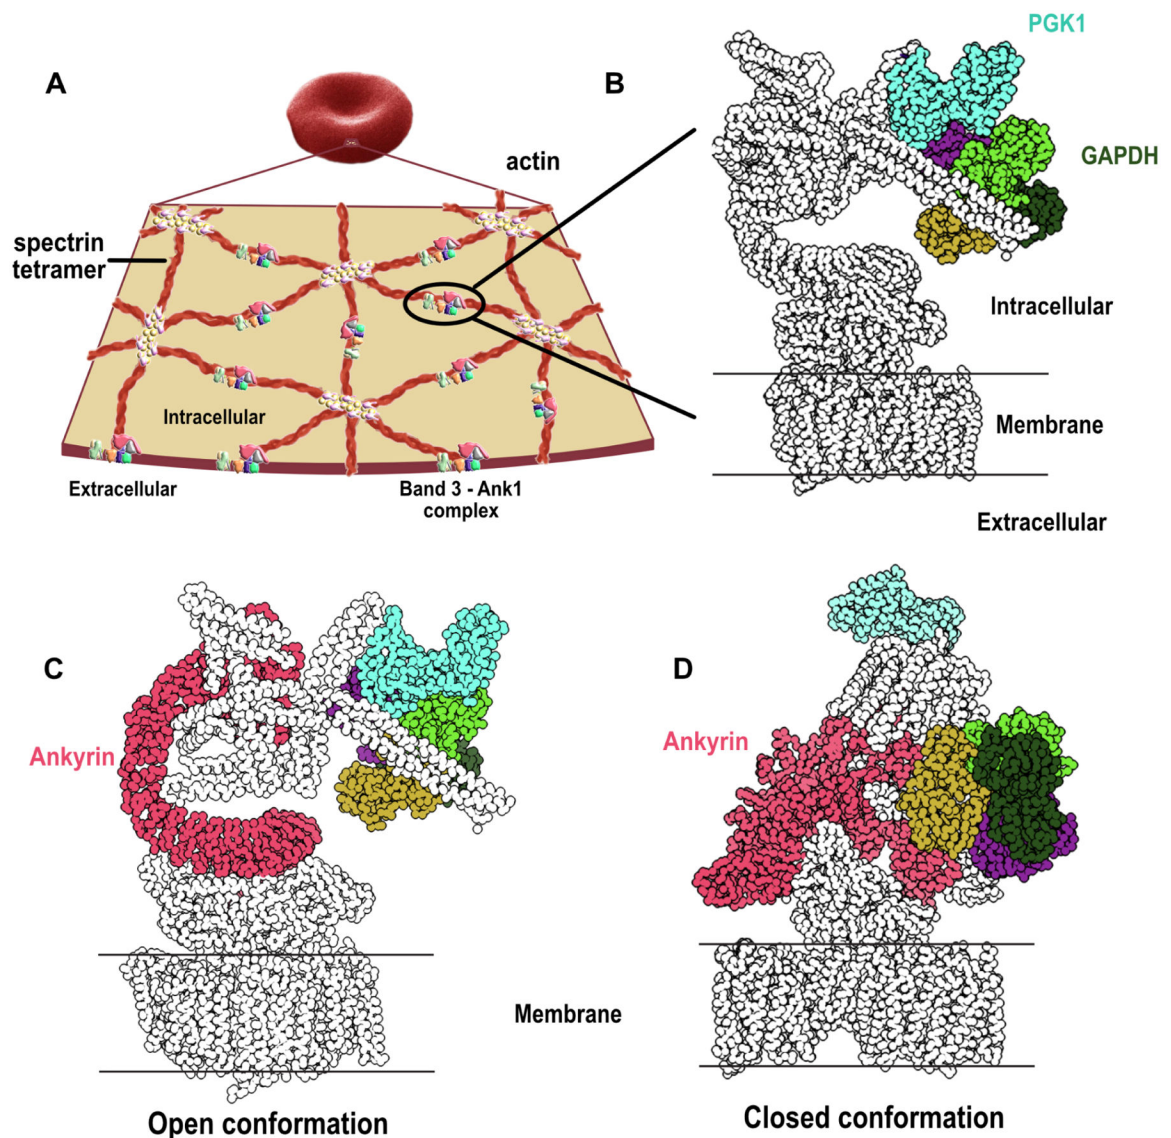 A
actin
spectrin
tetramer
Intracellular
Extracellular
Band 3 - Ank1
complex
B
PGK1
GAPDH
Intracellular
Membrane
Extracellular
C
Ankyrin
Membrane
Open conformation
D
Ankyrin
Closed conformation